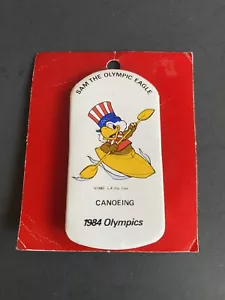 SAM THE OLYMPIC EAGLE
CANOEING
1984 Olympics